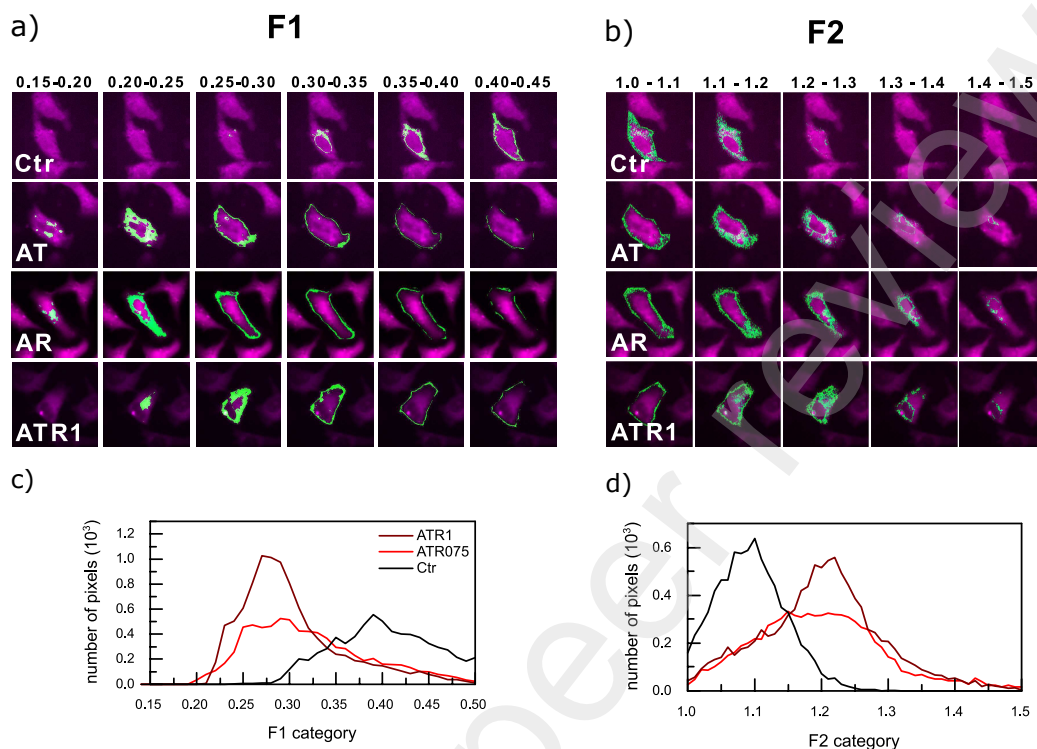 a)
F1
0.15-0.20 0.20-0.25 0.25-0.30 0.30-0.35 0.35-0.40 0.40-0.45
Ctr
AT
AR
ATR1
b)
F2
1.0 - 1.1 1.1 - 1.2 1.2 - 1.3 1.3 - 1.4 1.4 - 1.5
Ctr
AT
AR
ATR1
c)
number of pixels (10³)
1.2
1.0
0.8
0.6
0.4
0.2
0.0
ATR1
ATR075
Ctr
0.15 0.20 0.25 0.30 0.35 0.40 0.45 0.50
F1 category
d)
number of pixels (10³)
0.6
0.4
0.2
0.0
1.0 1.1 1.2 1.3 1.4 1.5
F2 category
peer review